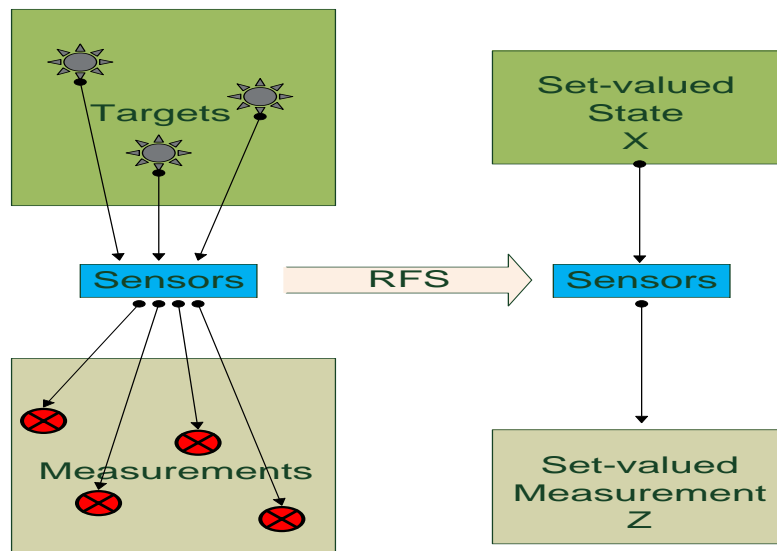 Targets
Sensors
Measurements
RFS
Set-valued
State
X
Sensors
Set-valued
Measurement
Z